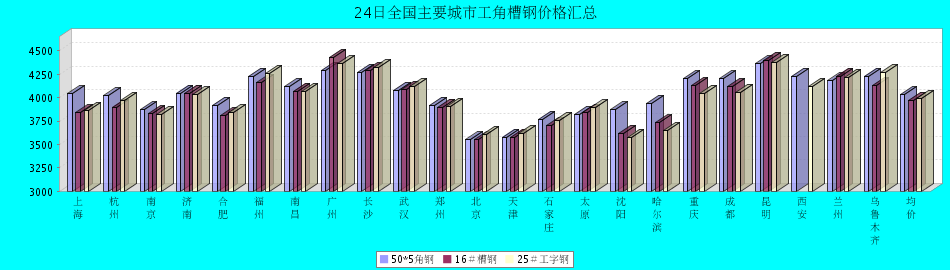 24日全国主要城市工角槽钢价格汇总
4500
4250
4000
3750
3500
3250
3000
上海
杭州
南京
济南
合肥
福州
南昌
广州
长沙
武汉
郑州
北京
天津
石家庄
太原
沈阳
哈尔滨
重庆
成都
昆明
西安
兰州
乌鲁木齐
均价
50*5角钢 16#槽钢 25#工字钢